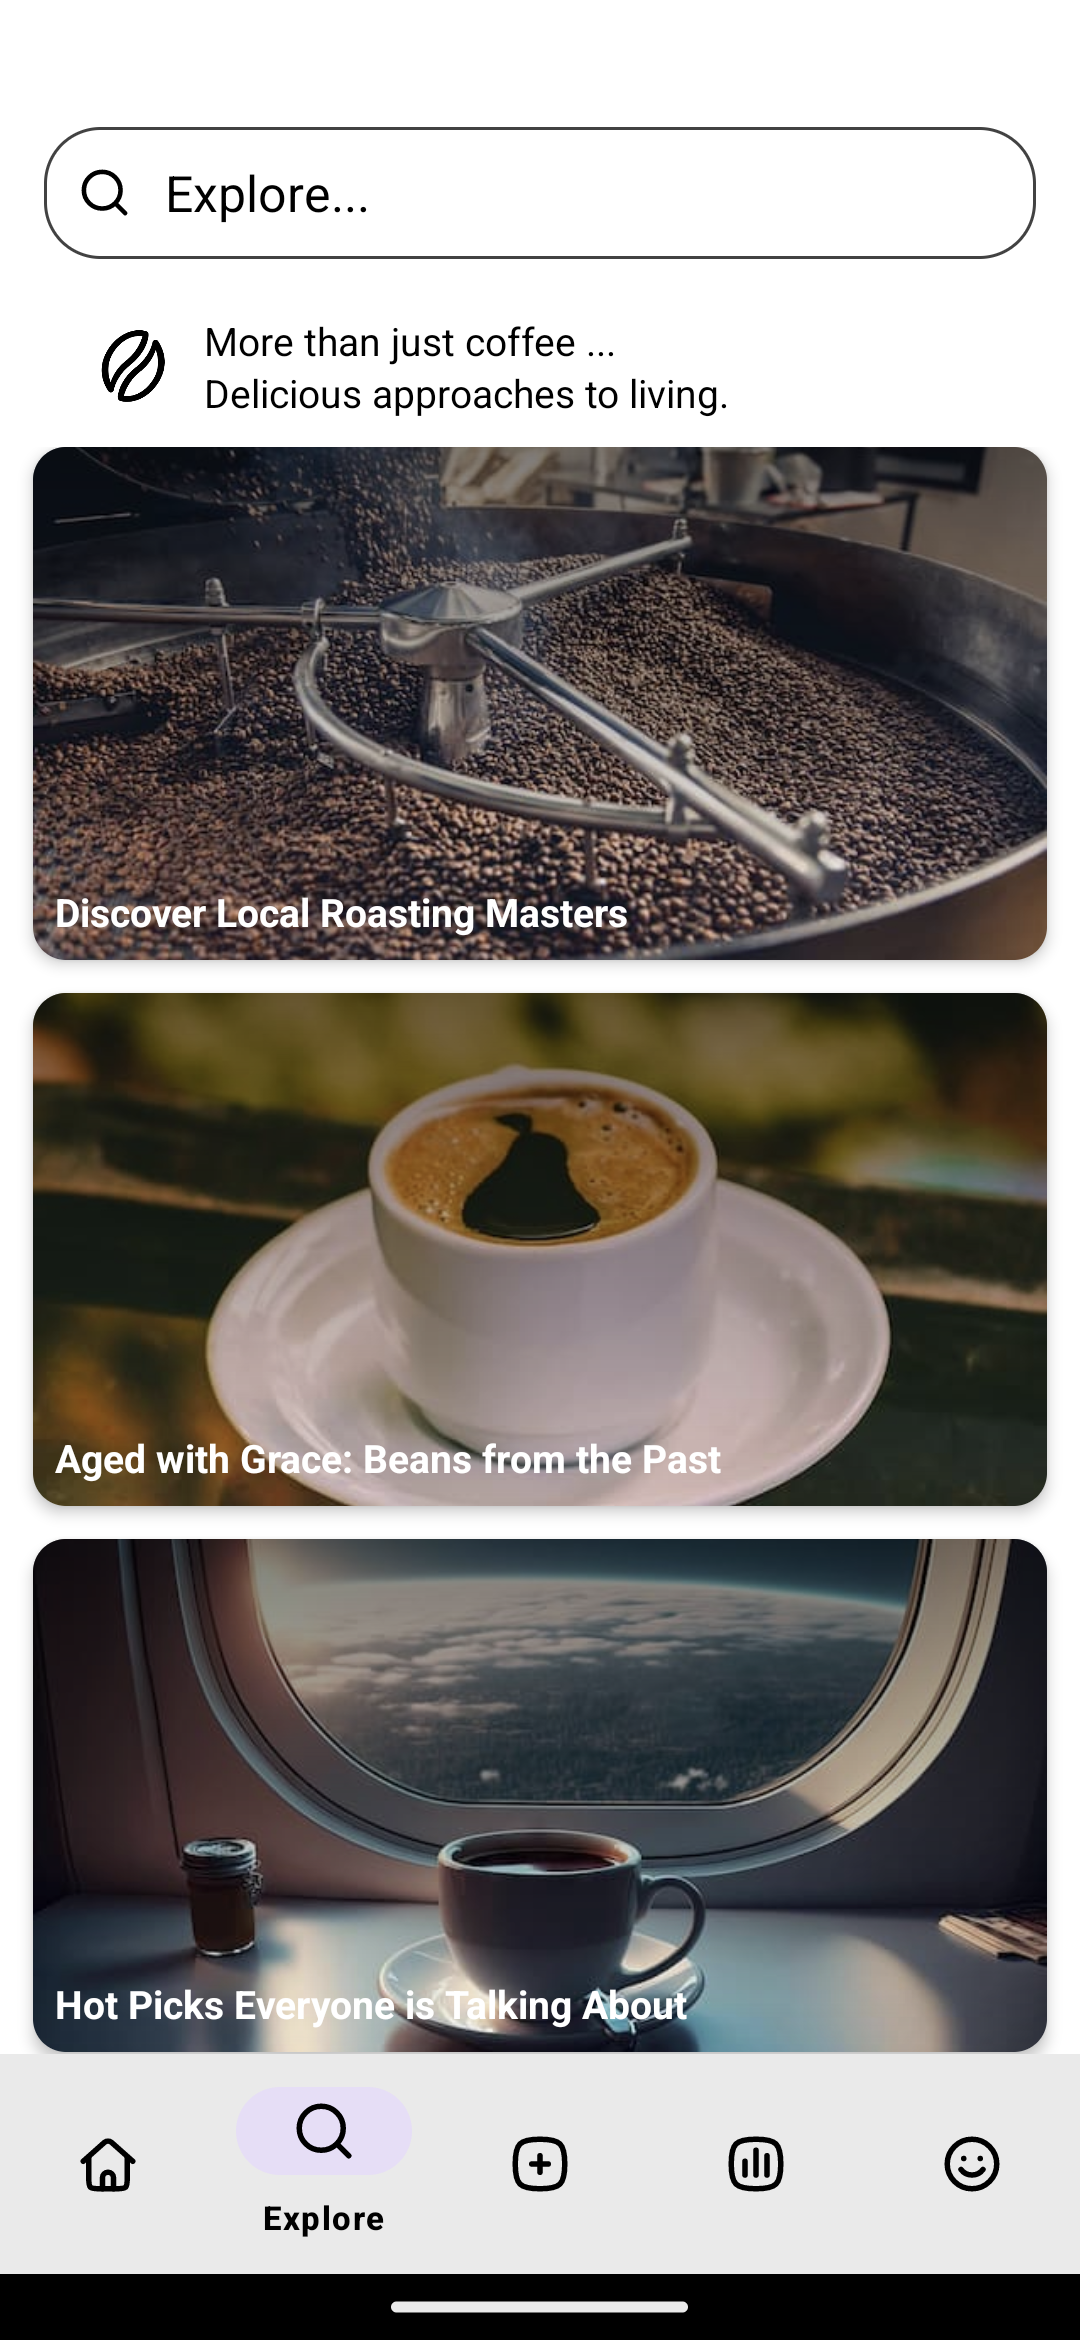 Explore...
More than just coffee ...
Delicious approaches to living.
Discover Local Roasting Masters
Aged with Grace: Beans from the Past
Hot Picks Everyone is Talking About
Explore